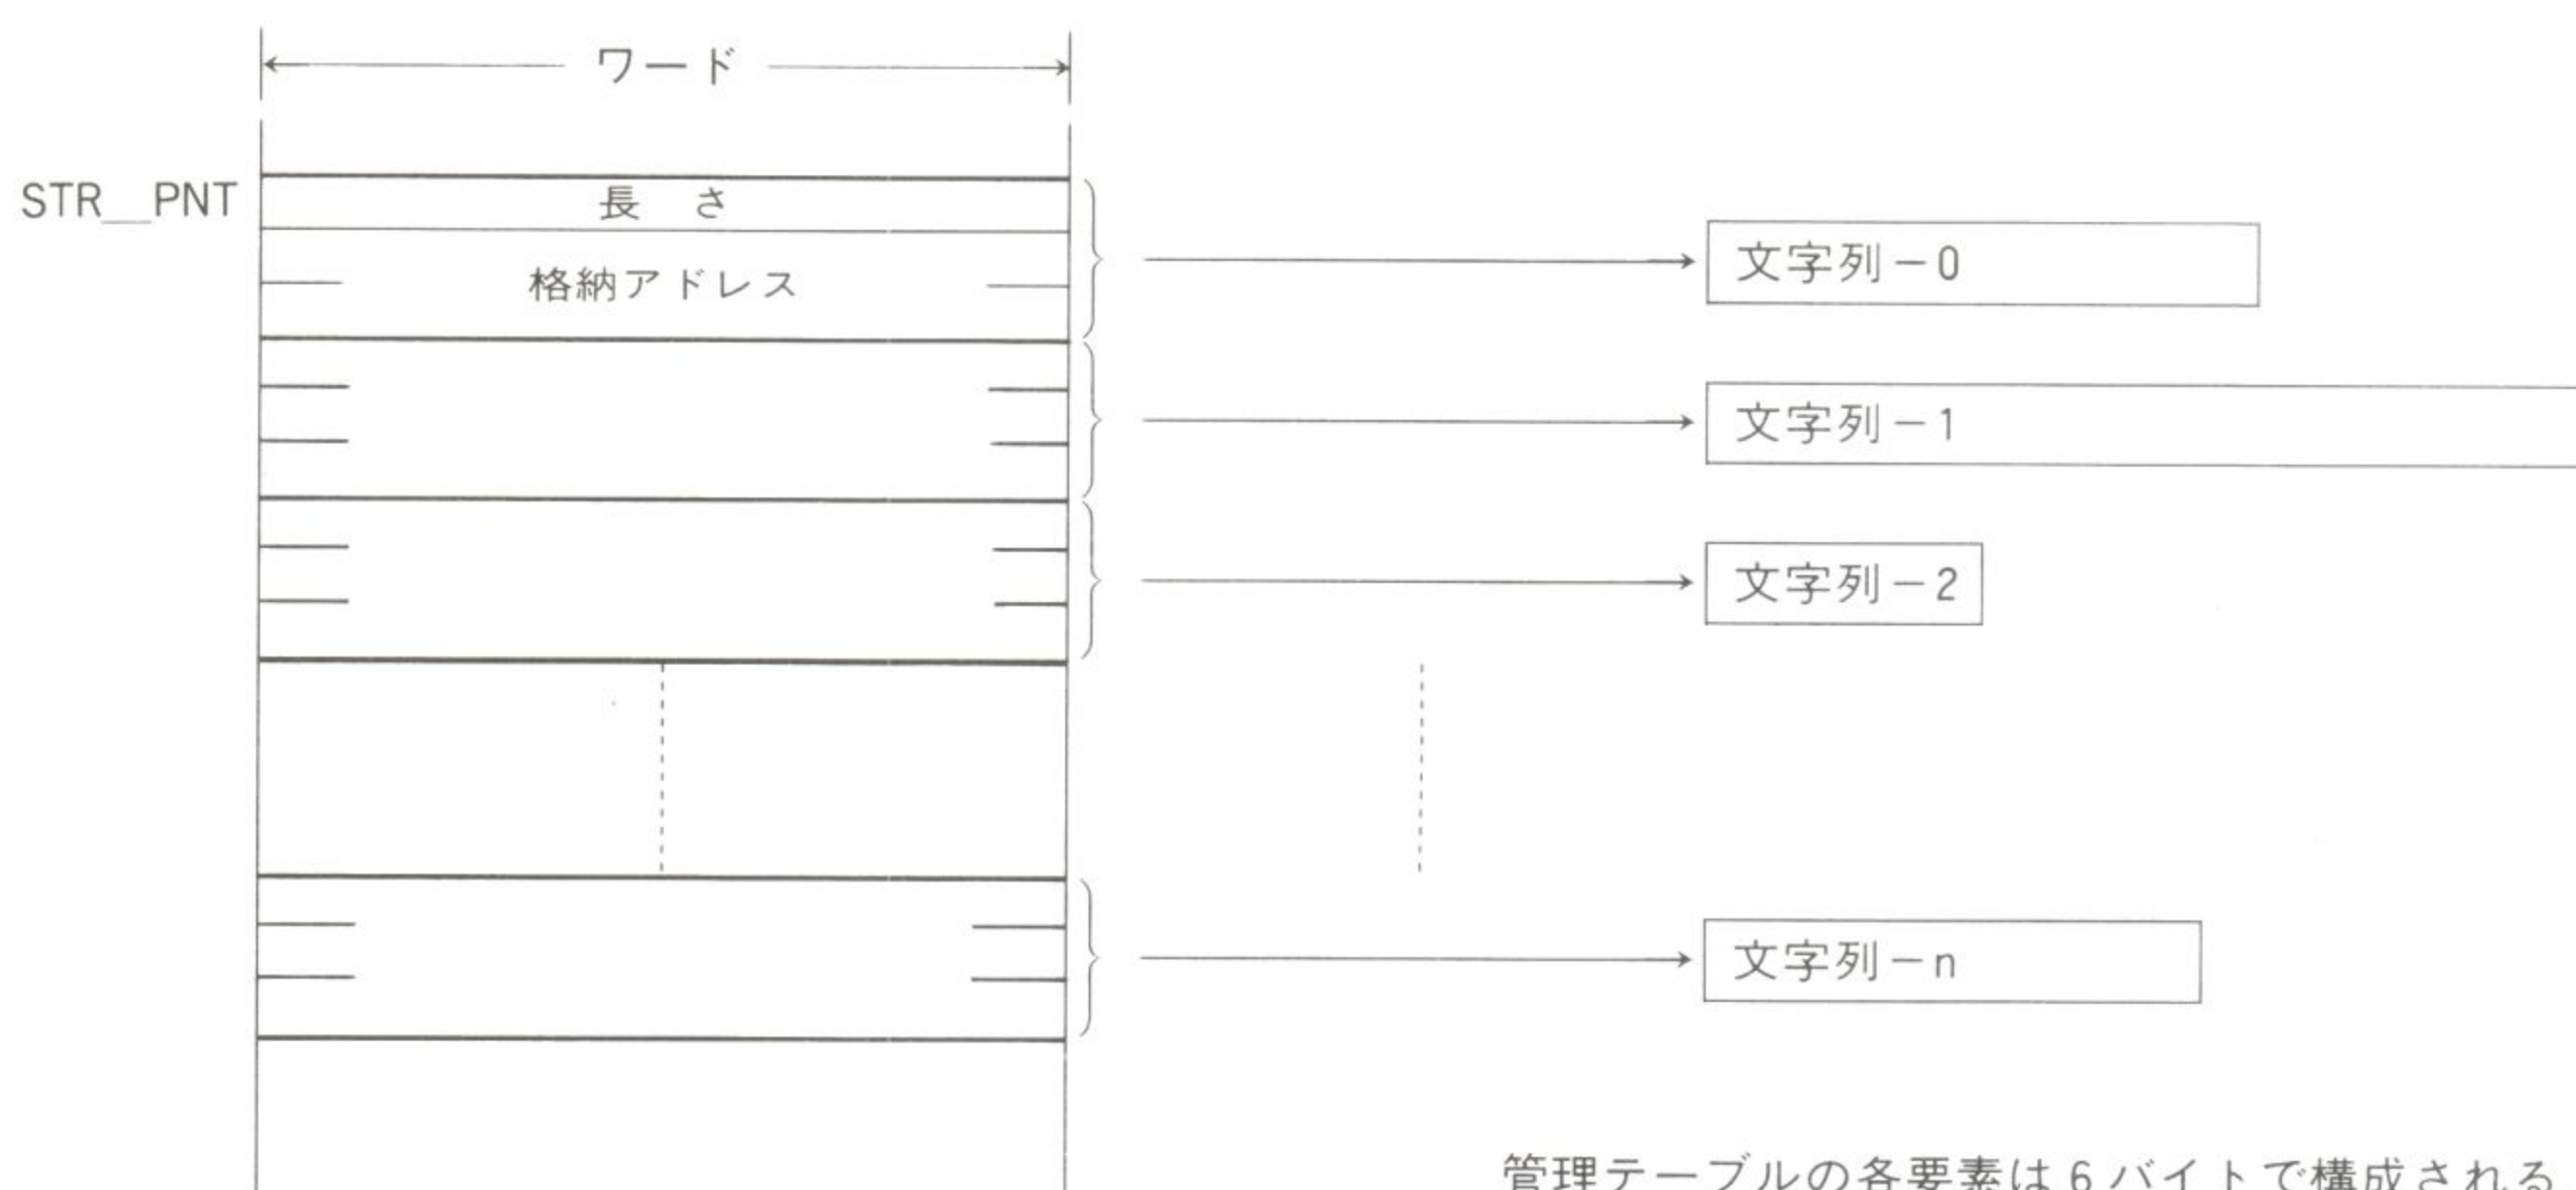 ワード
STR__PNT
長 さ
格納アドレス
文字列－0
文字列－1
文字列－2
文字列－n
管理テーブルの各要素は6バイトで構成される